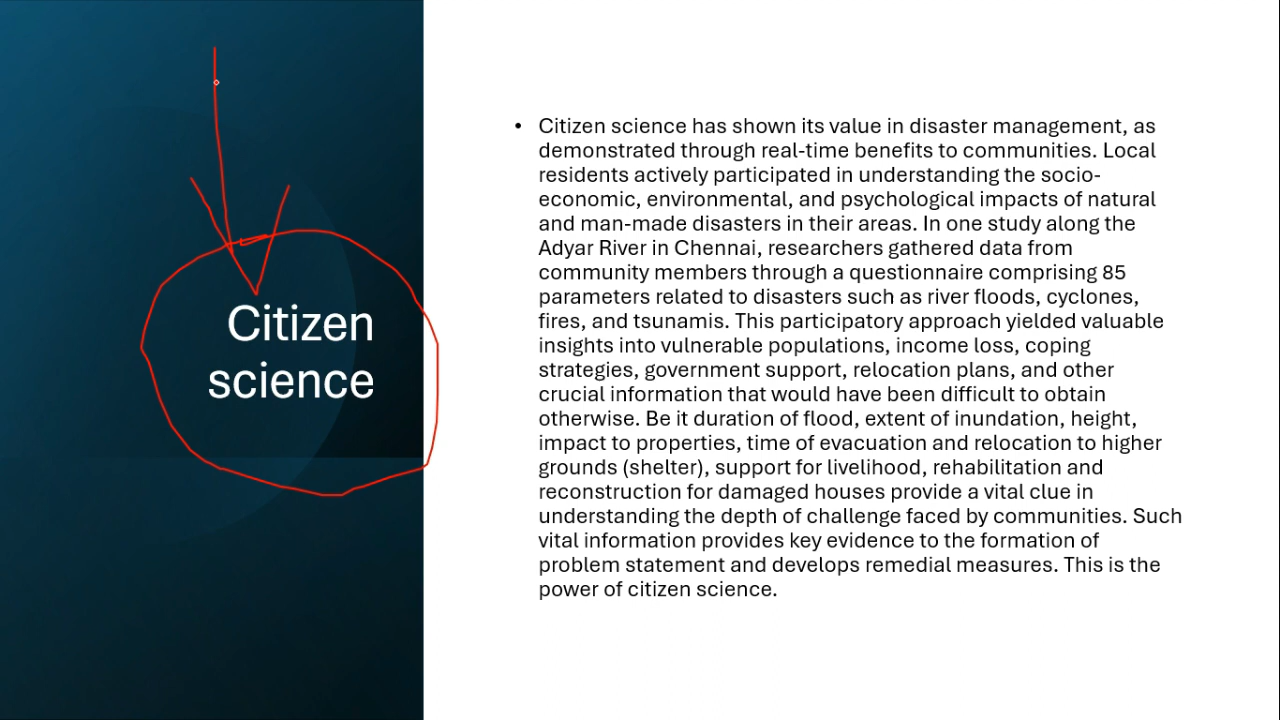 Citizen
science
• Citizen science has shown its value in disaster management, as
demonstrated through real-time benefits to communities. Local
residents actively participated in understanding the socio-
economic, environmental, and psychological impacts of natural
and man-made disasters in their areas. In one study along the
Adyar River in Chennai, researchers gathered data from
community members through a questionnaire comprising 85
parameters related to disasters such as river floods, cyclones,
fires, and tsunamis. This participatory approach yielded valuable
insights into vulnerable populations, income loss, coping
strategies, government support, relocation plans, and other
crucial information that would have been difficult to obtain
otherwise. Be it duration of flood, extent of inundation, height,
impact to properties, time of evacuation and relocation to higher
grounds (shelter), support for livelihood, rehabilitation and
reconstruction for damaged houses provide a vital clue in
understanding the depth of challenge faced by communities. Such
vital information provides key evidence to the formation of
problem statement and develops remedial measures. This is the
power of citizen science.